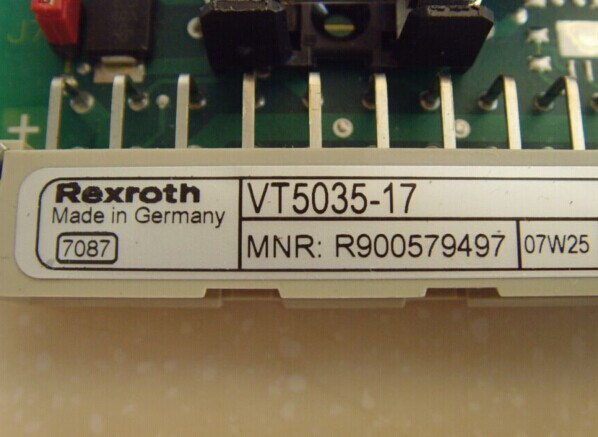 Rexroth
Made in Germany
7087
VT5035-17
MNR: R900579497
07W25